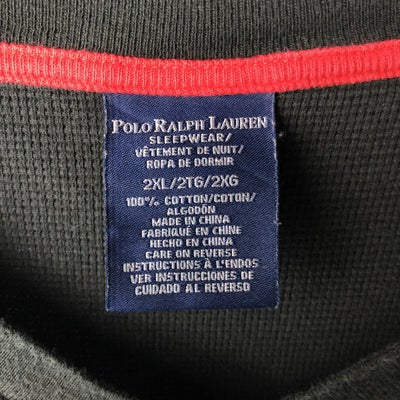 POLO RALPH LAUREN
SLEEPWEAR/
VÊTEMENT DE NUIT/
ROPA DE DORMIR
2XL/2TG/2XG
100% COTTON/COTON/
ALGODÓN
MADE IN CHINA
FABRIQUÉ EN CHINE
HECHO EN CHINA
CARE ON REVERSE
INSTRUCTIONS À L'ENDOS
VER INSTRUCCIONES DE
CUIDADO AL REVERSO